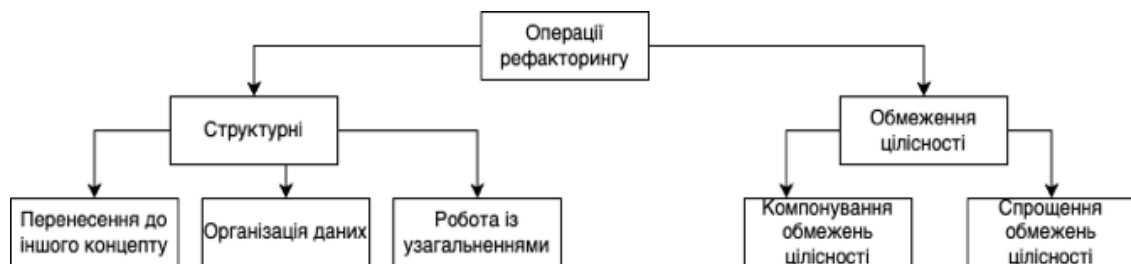 Операції
рефакторингу
Структурні
Обмеження
цілісності
Перенесення до
іншого концепту
Організація даних
Робота із
узагальненнями
Компонування
обмежень
цілісності
Спрощення
обмежень
цілісності